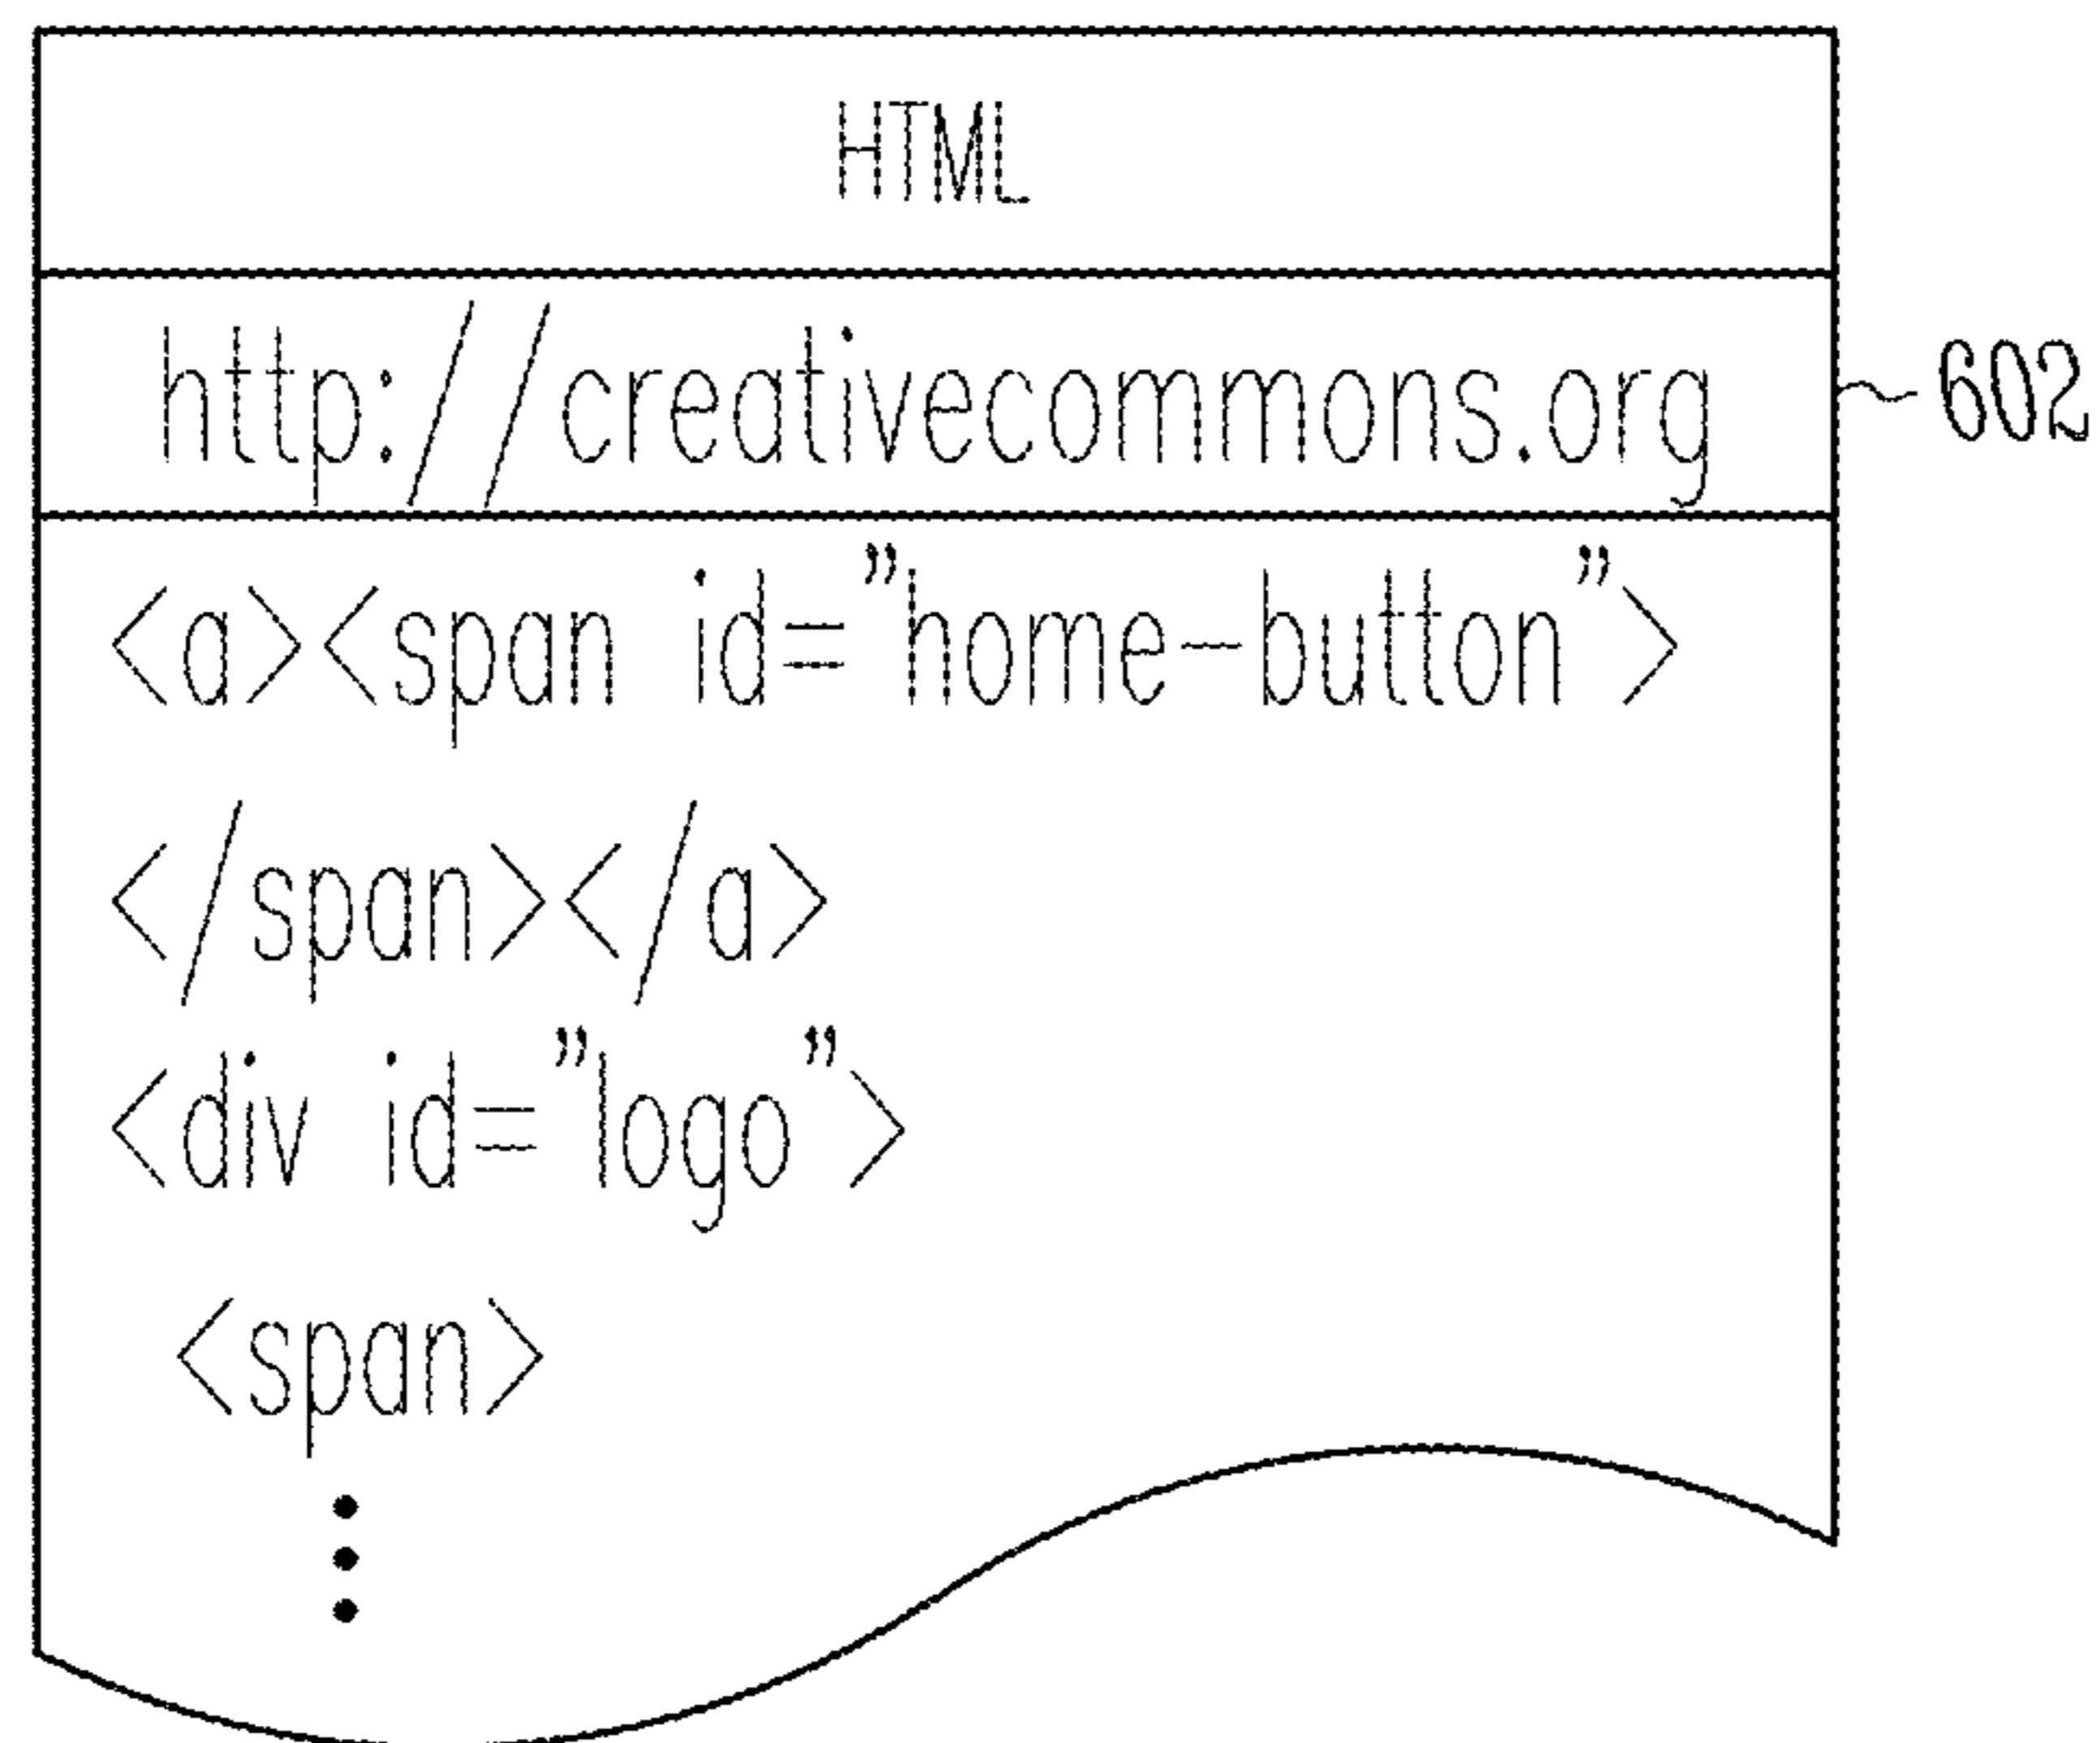 HTML
http://creativecommons.org
602
<a><span id=”home-button”>
</span></a>
<div id=”logo”>
<span>